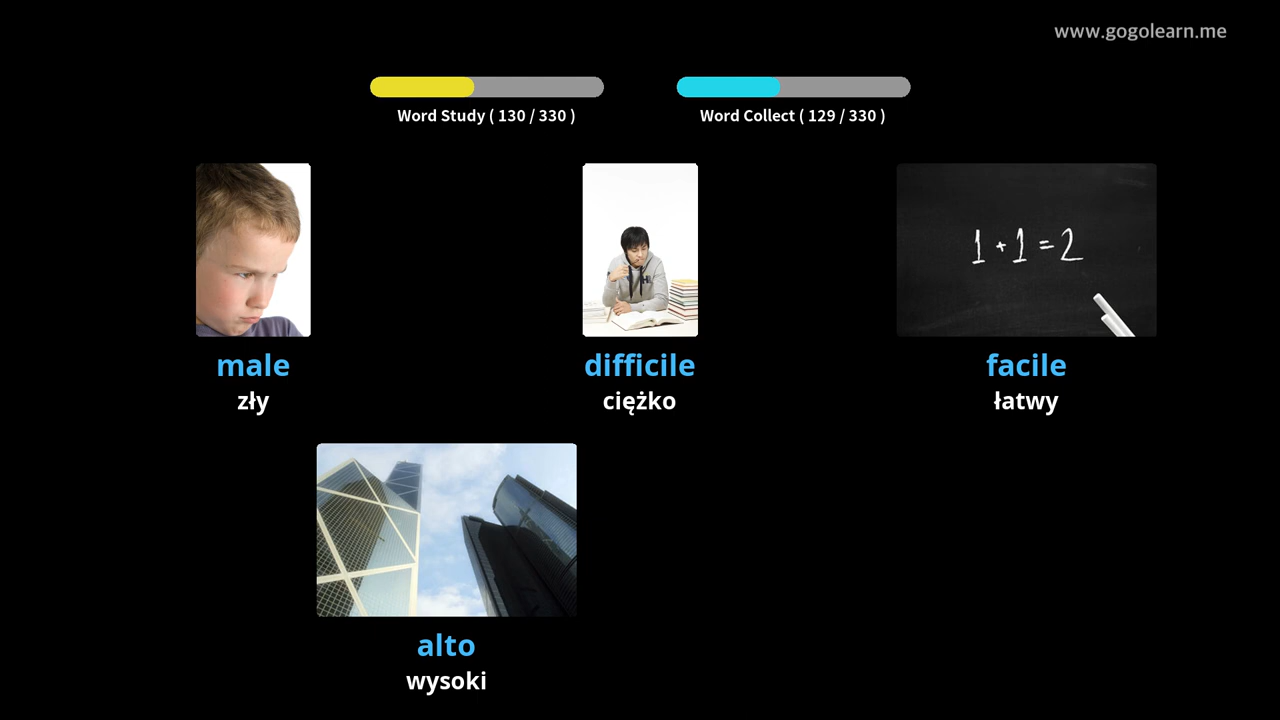 www.gogolearn.me
Word Study ( 130 / 330 )
Word Collect ( 129 / 330 )
1 + 1 = 2
male
zły
difficile
ciężko
facile
łatwy
alto
wysoki